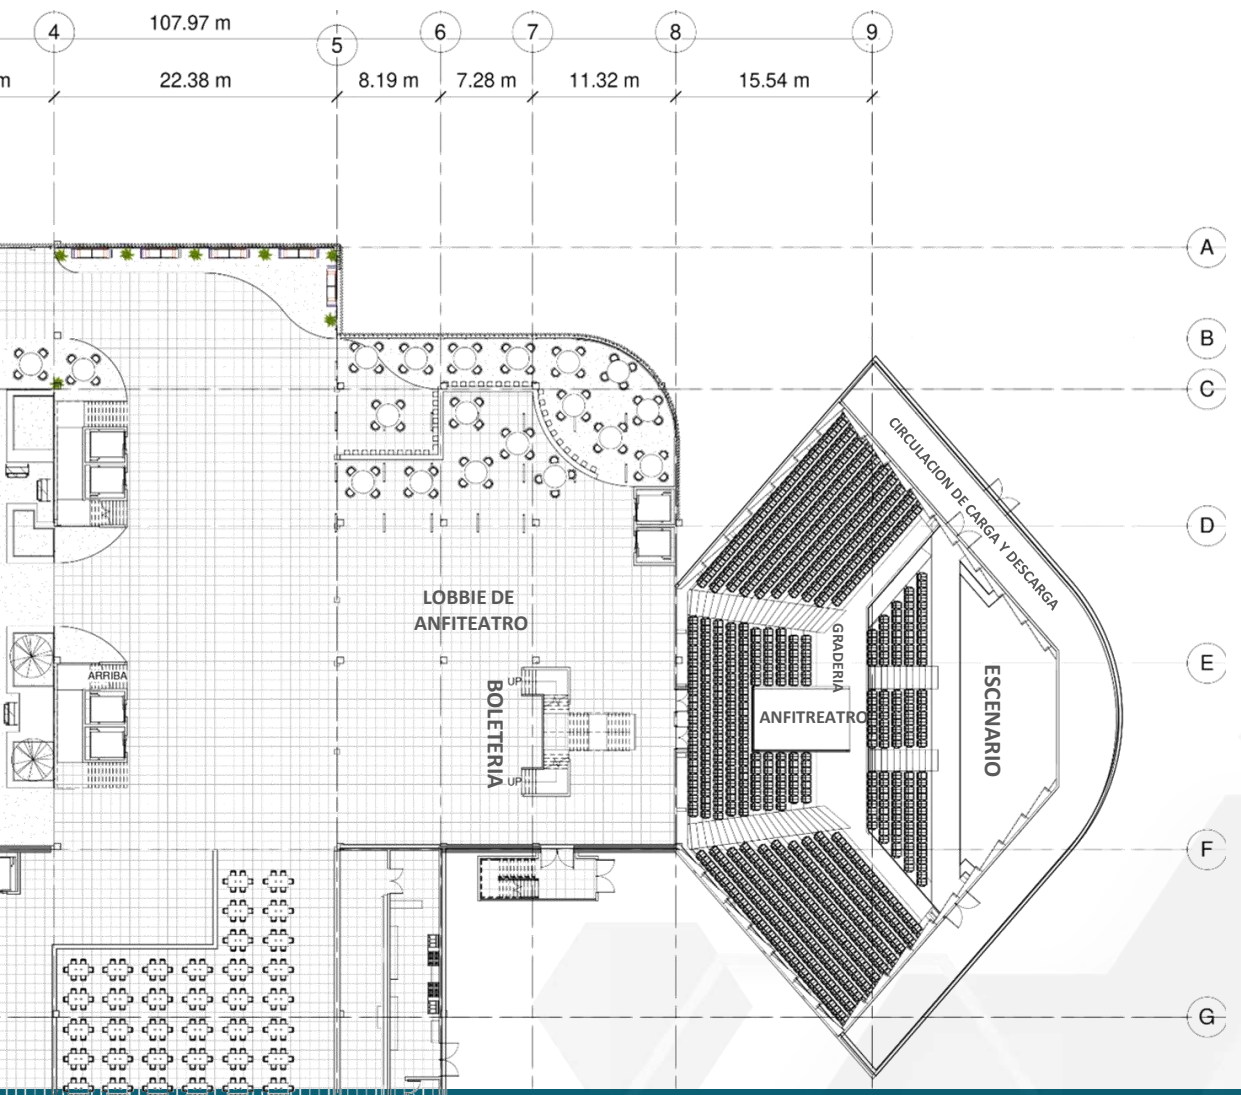 107.97 m
4
5
6
7
8
9
m
22.38 m
8.19 m
7.28 m
11.32 m
15.54 m
A
B
C
CIRCULACION DE CARGA Y DESCARGA
D
LOBBIE DE
ANFITEATRO
GRADERIA
E
ARRIBA
UP
BOLETERIA
ANFITREATRO
ESCENARIO
UP
F
G